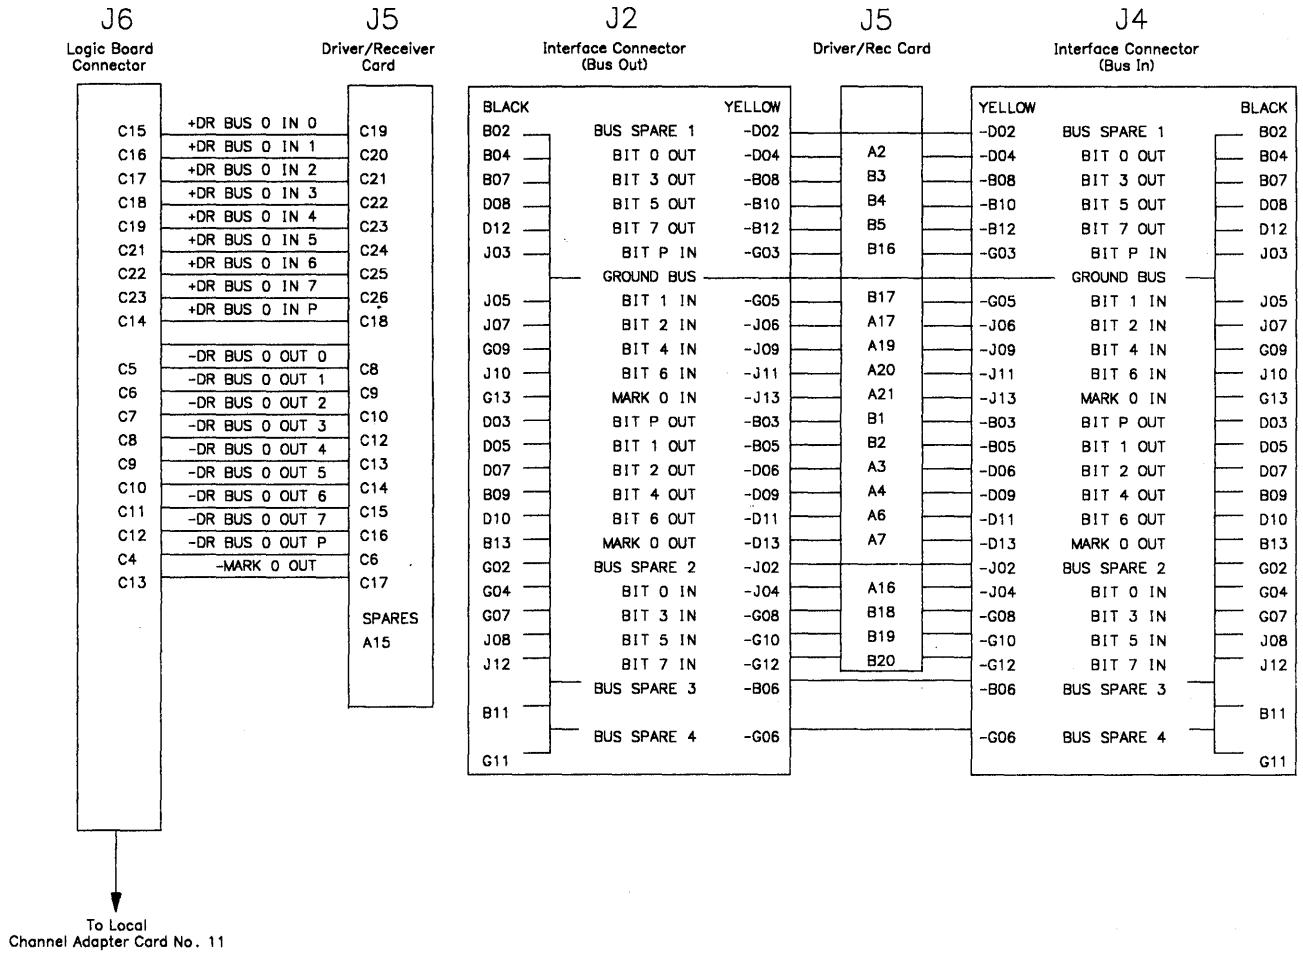 J6 J5 J2 J5 J4
Logic Board Connector Driver/Receiver Card Interface Connector (Bus Out) Driver/Rec Card Interface Connector (Bus In)
BLACK YELLOW YELLOW BLACK
+DR BUS 0 IN 0
C15 C19
+DR BUS 0 IN 1
C16 C20
+DR BUS 0 IN 2
C17 C21
+DR BUS 0 IN 3
C18 C22
+DR BUS 0 IN 4
C19 C23
+DR BUS 0 IN 5
C21 C24
+DR BUS 0 IN 6
C22 C25
+DR BUS 0 IN 7
C23 C26
+DR BUS 0 IN P
C14 C18
-DR BUS 0 OUT 0
C5 C8
-DR BUS 0 OUT 1
C6 C9
-DR BUS 0 OUT 2
C7 C10
-DR BUS 0 OUT 3
C8 C12
-DR BUS 0 OUT 4
C9 C13
-DR BUS 0 OUT 5
C10 C14
-DR BUS 0 OUT 6
C11 C15
-DR BUS 0 OUT 7
C12 C16
-DR BUS 0 OUT P
C4 C6
-MARK 0 OUT
C13 C17
SPARES
A15
B02 BUS SPARE 1 -D02 -D02 BUS SPARE 1 B02
B04 BIT 0 OUT -D04 A2 -D04 BIT 0 OUT B04
B07 BIT 3 OUT -B08 B3 -B08 BIT 3 OUT B07
D08 BIT 5 OUT -B10 B4 -B10 BIT 5 OUT D08
D12 BIT 7 OUT -B12 B5 -B12 BIT 7 OUT D12
J03 BIT P IN -G03 B16 -G03 BIT P IN J03
GROUND BUS GROUND BUS
J05 BIT 1 IN -G05 B17 -G05 BIT 1 IN J05
J07 BIT 2 IN -J06 A17 -J06 BIT 2 IN J07
G09 BIT 4 IN -J09 A19 -J09 BIT 4 IN G09
J10 BIT 6 IN -J11 A20 -J11 BIT 6 IN J10
G13 MARK 0 IN -J13 A21 -J13 MARK 0 IN G13
D03 BIT P OUT -B03 B1 -B03 BIT P OUT D03
D05 BIT 1 OUT -B05 B2 -B05 BIT 1 OUT D05
D07 BIT 2 OUT -D06 A3 -D06 BIT 2 OUT D07
B09 BIT 4 OUT -D09 A4 -D09 BIT 4 OUT B09
D10 BIT 6 OUT -D11 A6 -D11 BIT 6 OUT D10
B13 MARK 0 OUT -D13 A7 -D13 MARK 0 OUT B13
G02 BUS SPARE 2 -J02 -J02 BUS SPARE 2 G02
G04 BIT 0 IN -J04 A16 -J04 BIT 0 IN G04
G07 BIT 3 IN -G08 B18 -G08 BIT 3 IN G07
J08 BIT 5 IN -G10 B19 -G10 BIT 5 IN J08
J12 BIT 7 IN -G12 B20 -G12 BIT 7 IN J12
BUS SPARE 3 -B06 -B06 BUS SPARE 3
B11 B11
BUS SPARE 4 -G06 -G06 BUS SPARE 4
G11 G11
To Local
Channel Adapter Card No. 11